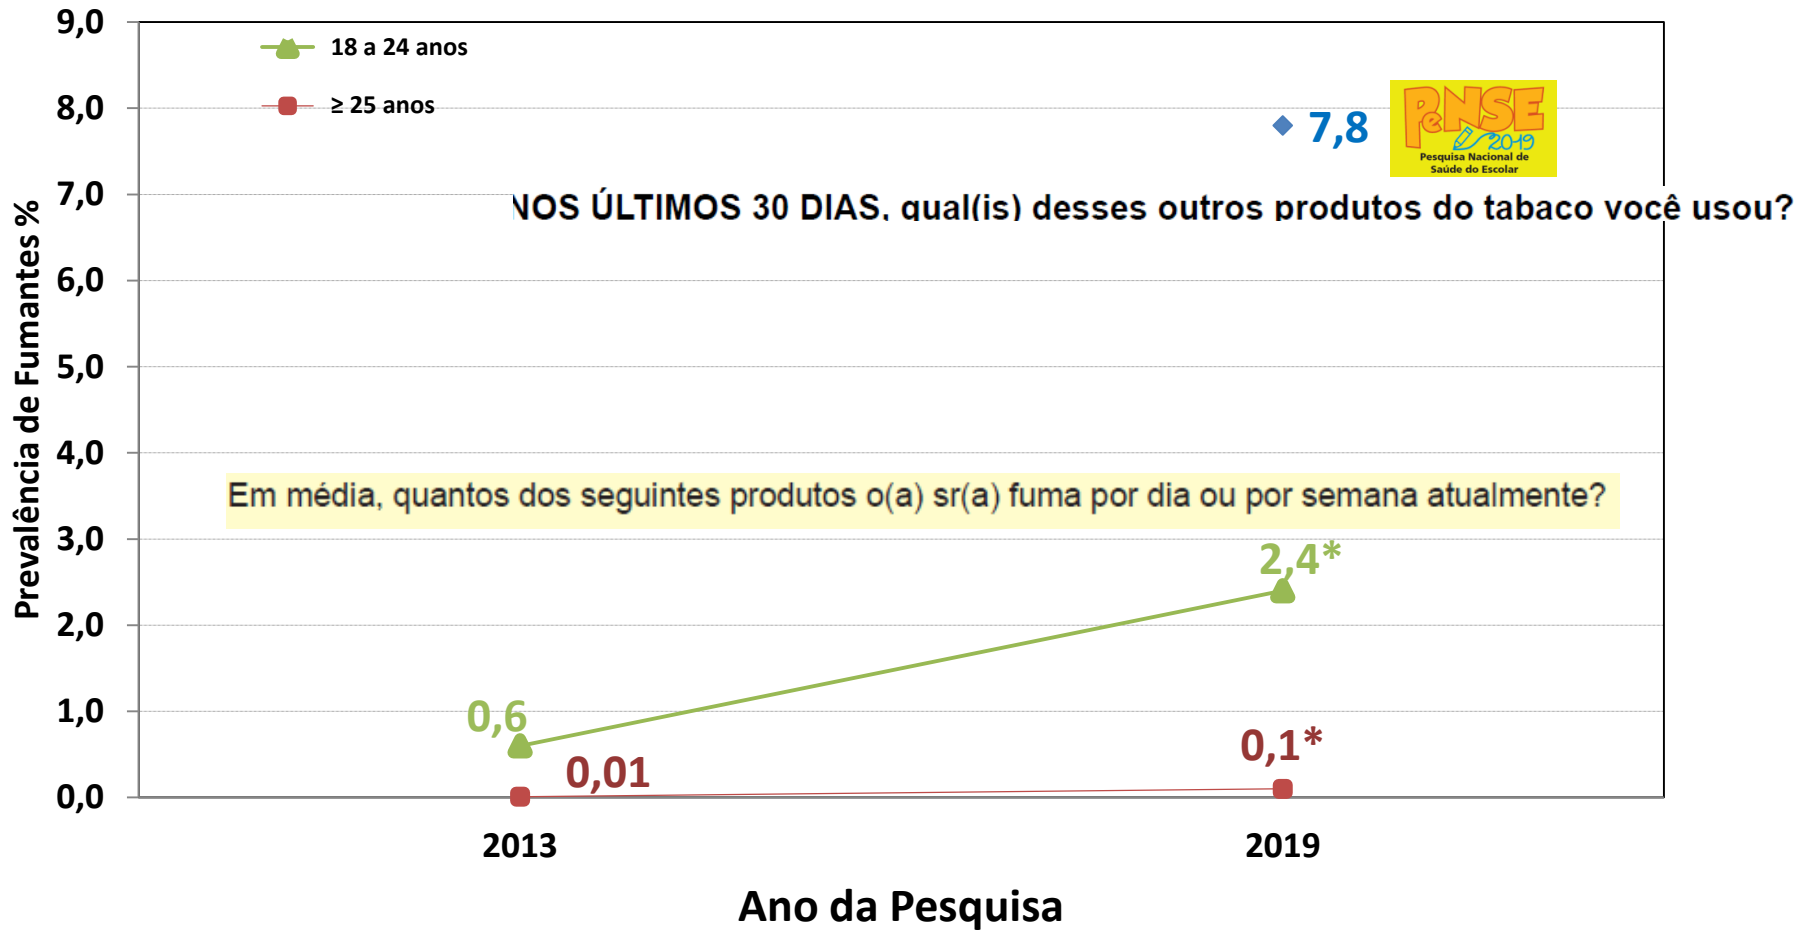 9,0
18 a 24 anos
≥ 25 anos
8,0
7,8
PeNSE
2019
Pesquisa Nacional de
Saúde do Escolar
7,0
NOS ÚLTIMOS 30 DIAS, qual(is) desses outros produtos do tabaco você usou?
6,0
5,0
4,0
Em média, quantos dos seguintes produtos o(a) sr(a) fuma por dia ou por semana atualmente?
3,0
2,4*
2,0
1,0
0,6
0,1*
0,01
0,0
Prevalência de Fumantes %
2013
2019
Ano da Pesquisa